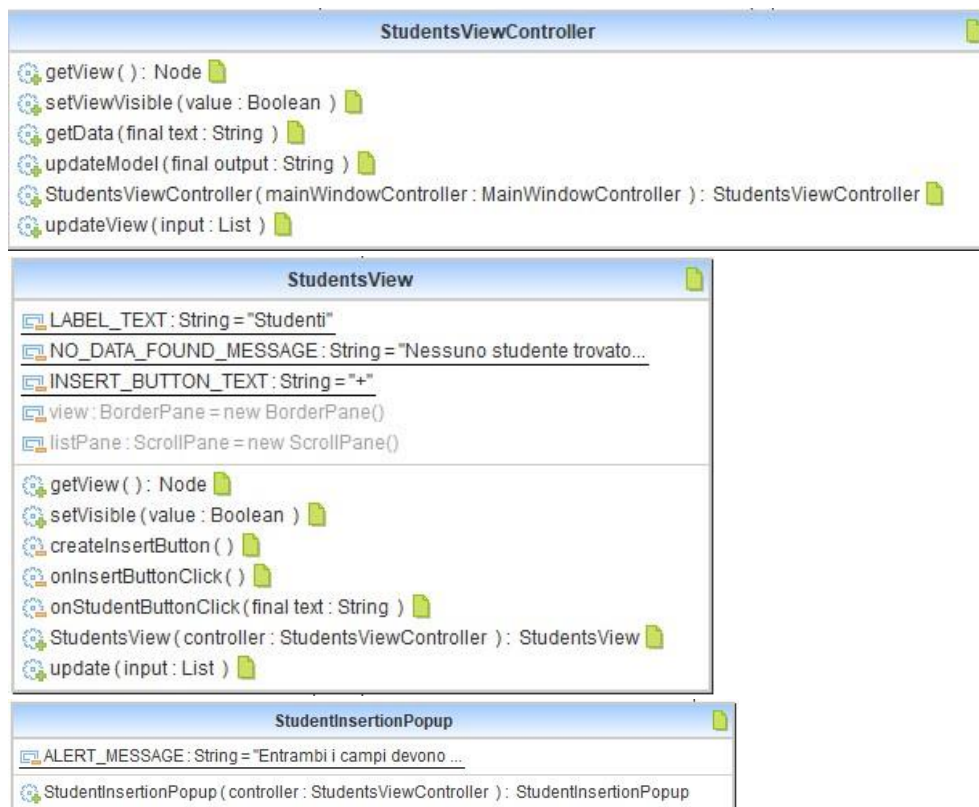 StudentsViewController
getView ( ) : Node
setViewVisible ( value : Boolean )
getData ( final text : String )
updateModel ( final output : String )
StudentsViewController ( mainWindowController : MainWindowController ) : StudentsViewController
updateView ( input : List )
StudentsView
LABEL_TEXT : String = "Studenti"
NO_DATA_FOUND_MESSAGE : String = "Nessuno studente trovato...
INSERT_BUTTON_TEXT : String = "+"
view : BorderPane = new BorderPane()
listPane : ScrollPane = new ScrollPane()
getView ( ) : Node
setVisible ( value : Boolean )
createInsertButton ( )
onInsertButtonClick ( )
onStudentButtonClick ( final text : String )
StudentsView ( controller : StudentsViewController ) : StudentsView
update ( input : List )
StudentInsertionPopup
ALERT_MESSAGE : String = "Entrambi i campi devono ...
StudentInsertionPopup ( controller : StudentsViewController ) : StudentInsertionPopup